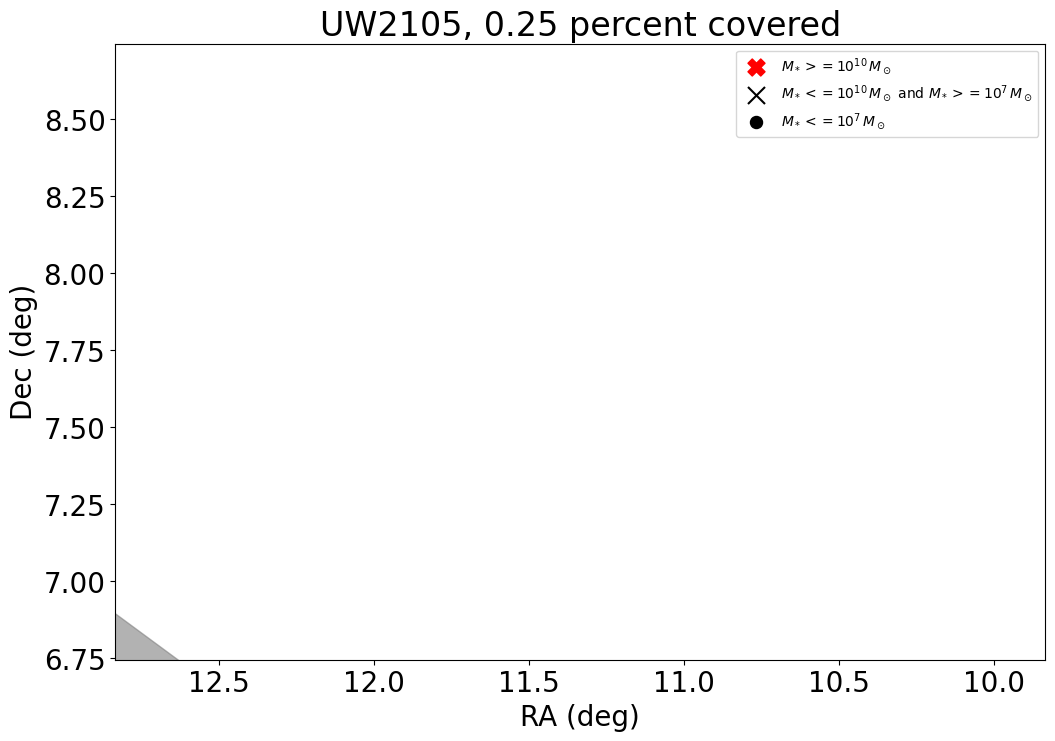 UW2105, 0.25 percent covered
M* >= 10^10 M⊙
M* <= 10^10 M⊙ and M* >= 10^7 M⊙
M* <= 10^7 M⊙
8.50
8.25
8.00
7.75
7.50
7.25
7.00
6.75
Dec (deg)
12.5 12.0 11.5 11.0 10.5 10.0
RA (deg)